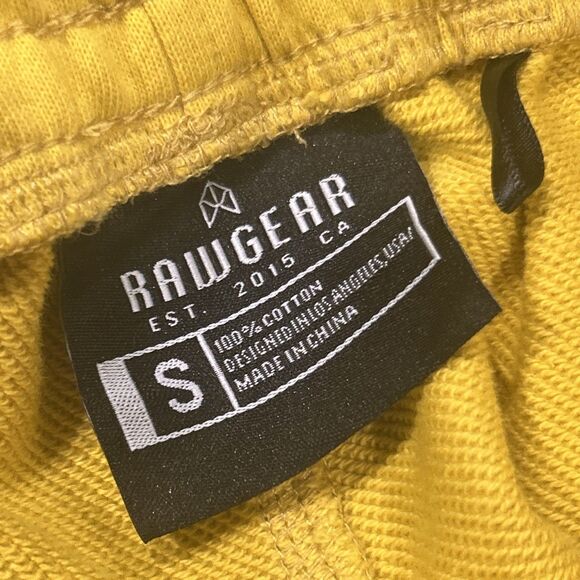 RAWGEAR
EST. 2015 CA
S
100% COTTON
DESIGNED IN LOS ANGELES, USA/
MADE IN CHINA